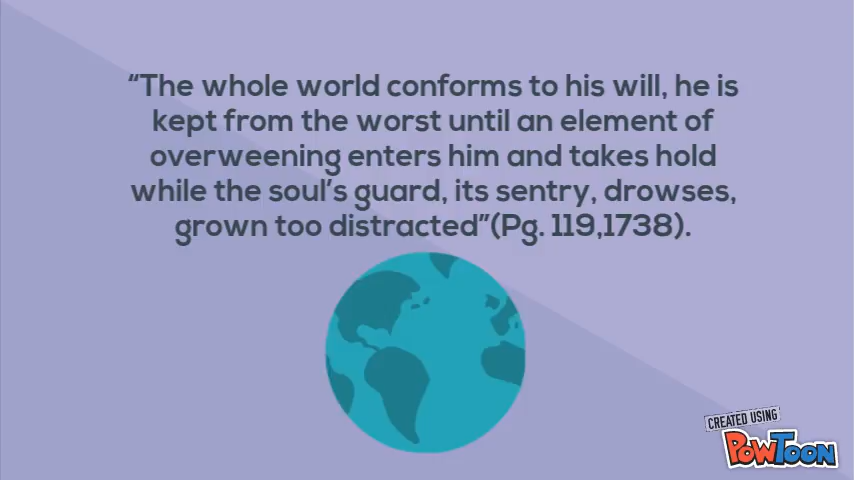 “The whole world conforms to his will, he is
kept from the worst until an element of
overweening enters him and takes hold
while the soul’s guard, its sentry, drowses,
grown too distracted”(Pg. 119,1738).
CREATED USING
POWTOON